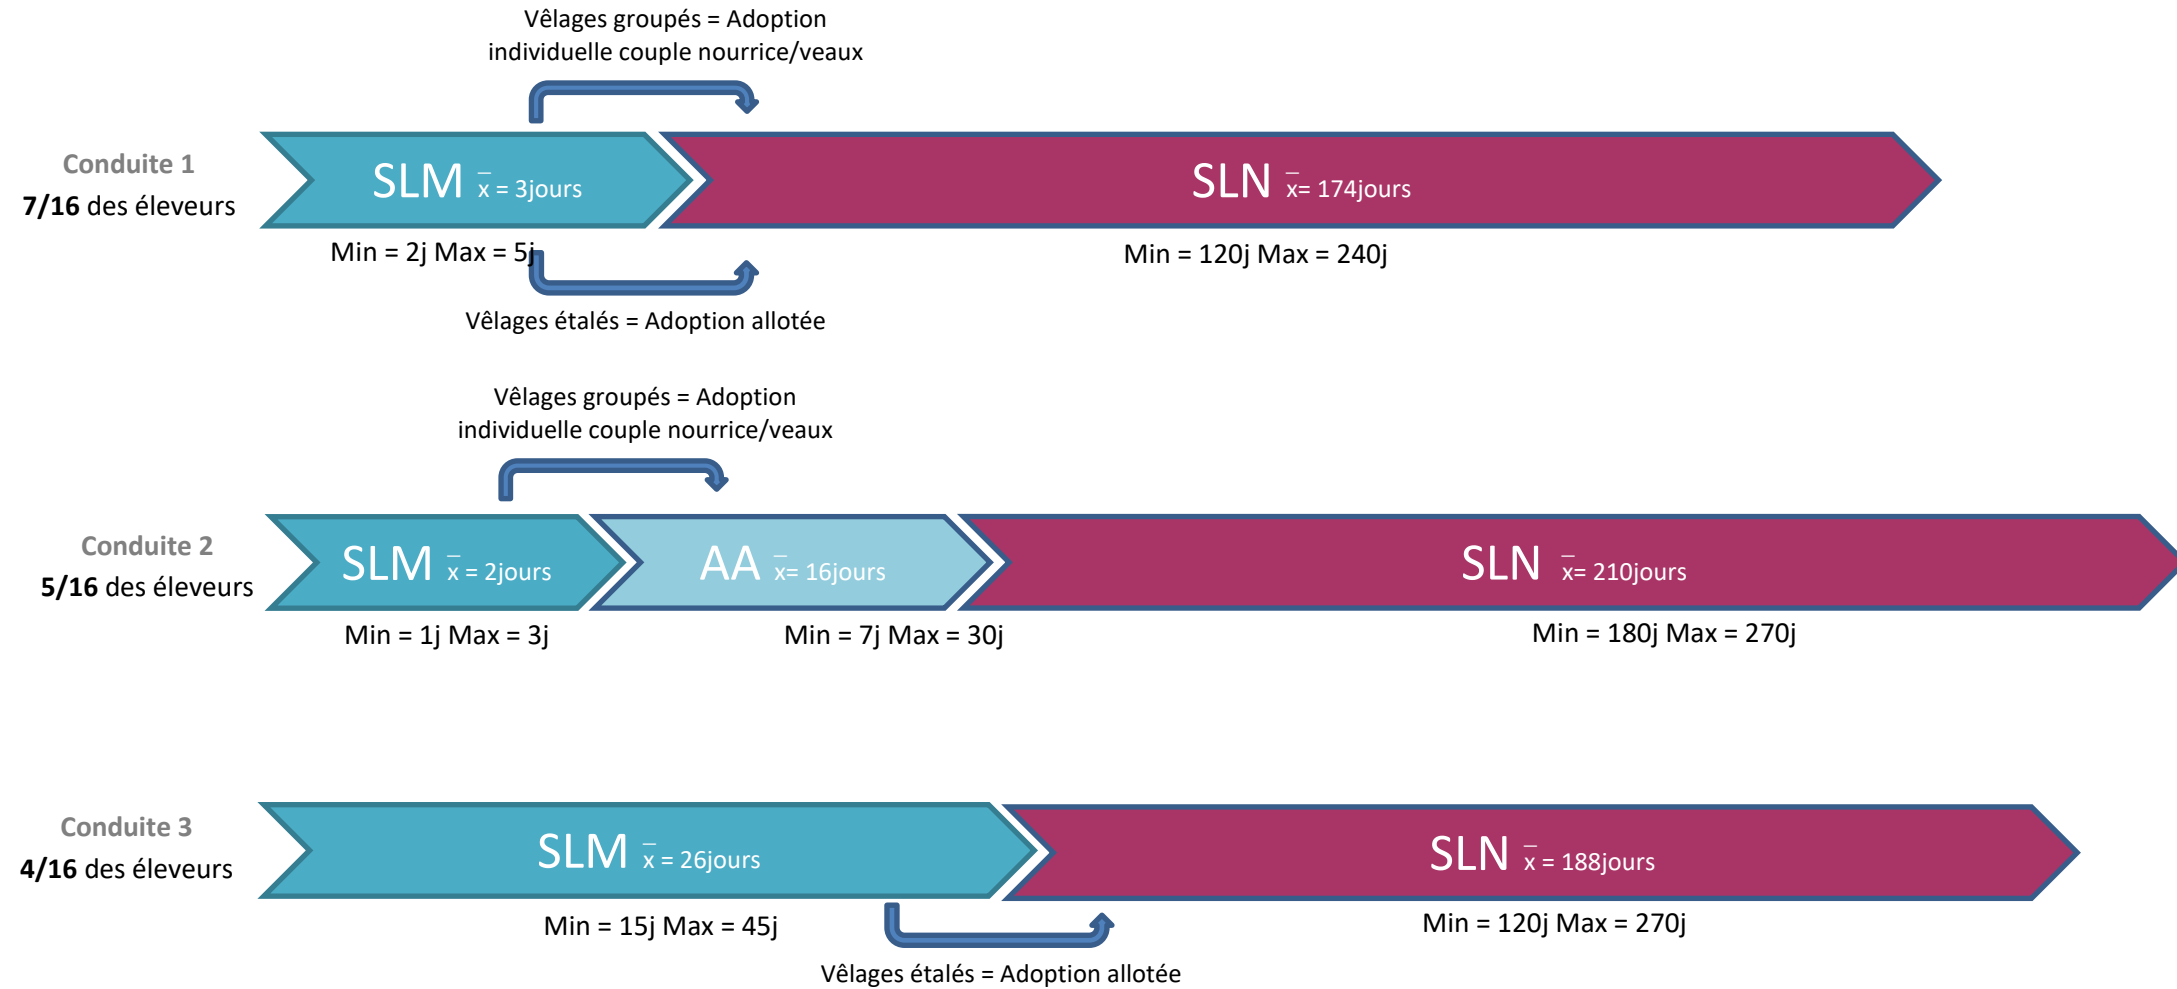 Vêlages groupés = Adoption
individuelle couple nourrice/veaux
Conduite 1
7/16 des éleveurs
SLM x̄ = 3jours
SLN x̄= 174jours
Min = 2j Max = 5j
Min = 120j Max = 240j
Vêlages étalés = Adoption allotée
Vêlages groupés = Adoption
individuelle couple nourrice/veaux
Conduite 2
5/16 des éleveurs
SLM x̄ = 2jours
AA x̄= 16jours
SLN x̄= 210jours
Min = 1j Max = 3j
Min = 7j Max = 30j
Min = 180j Max = 270j
Conduite 3
4/16 des éleveurs
SLM x̄ = 26jours
SLN x̄ = 188jours
Min = 15j Max = 45j
Min = 120j Max = 270j
Vêlages étalés = Adoption allotée